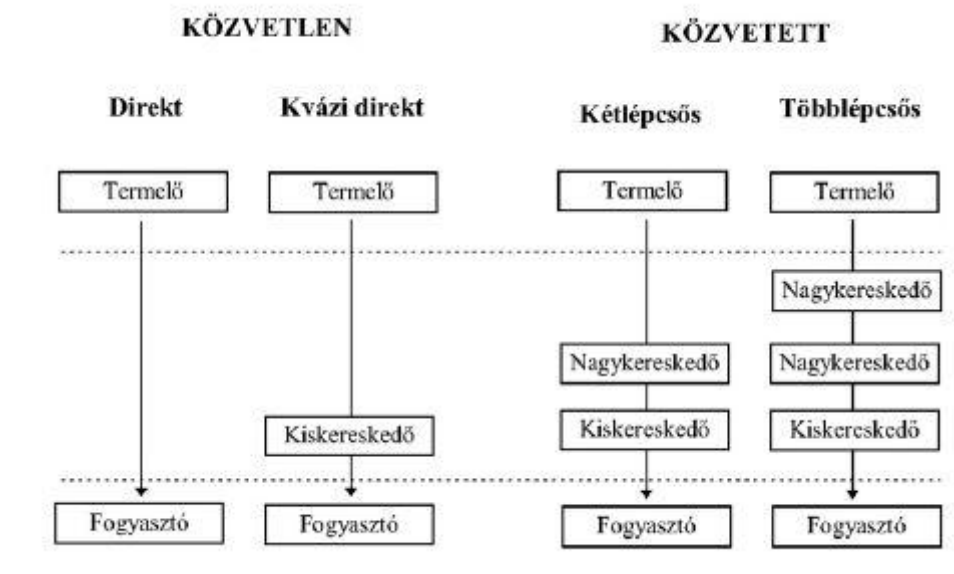 KÖZVETLEN KÖZVETETT
Direkt Kvázi direkt Kétlépcsős Többlépcsős
Termelő Termelő Termelő Termelő
Nagykereskedő
Nagykereskedő Nagykereskedő
Kiskereskedő Kiskereskedő Kiskereskedő
Fogyasztó Fogyasztó Fogyasztó Fogyasztó